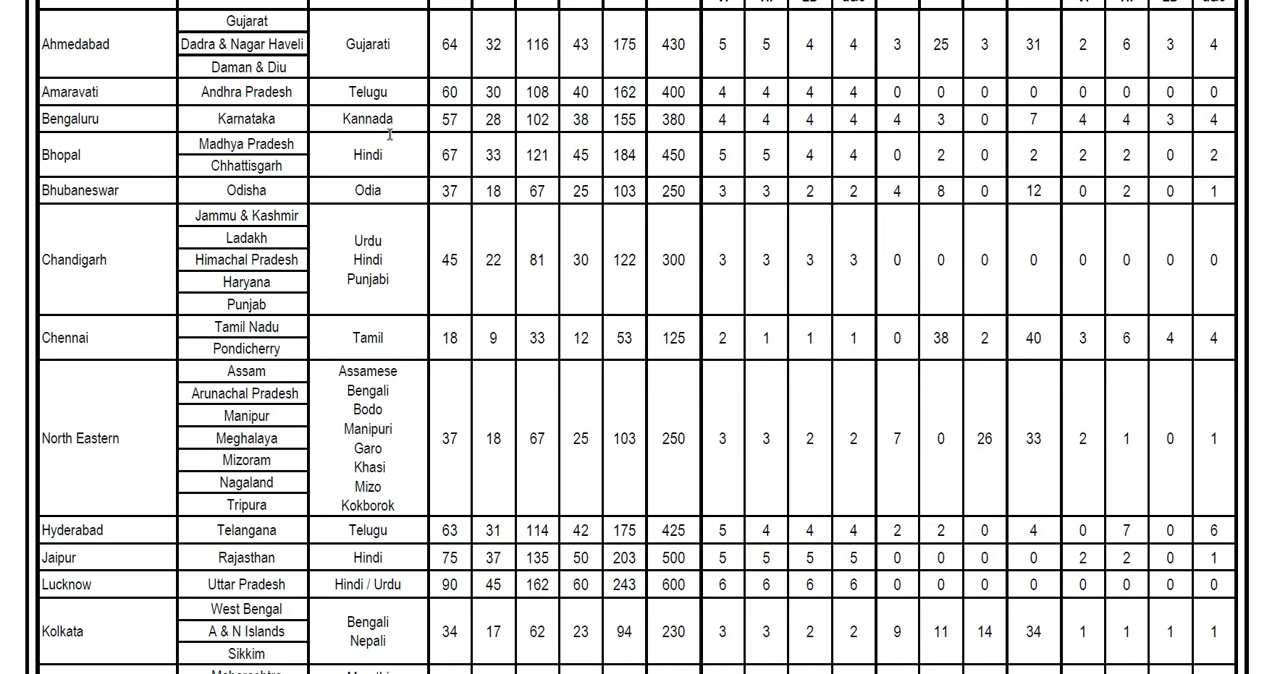 Ahmedabad Gujarat Dadra & Nagar Haveli Daman & Diu Gujarati 64 32 116 43 175 430 5 5 4 4 3 25 3 31 2 6 3 4
Amaravati Andhra Pradesh Telugu 60 30 108 40 162 400 4 4 4 4 0 0 0 0 0 0 0 0
Bengaluru Karnataka Kannada 57 28 102 38 155 380 4 4 4 4 4 3 0 7 4 4 3 4
Bhopal Madhya Pradesh Chhattisgarh Hindi 67 33 121 45 184 450 5 5 4 4 0 2 0 2 2 2 0 2
Bhubaneswar Odisha Odia 37 18 67 25 103 250 3 3 2 2 4 8 0 12 0 2 0 1
Chandigarh Jammu & Kashmir Ladakh Himachal Pradesh Haryana Punjab Urdu Hindi Punjabi 45 22 81 30 122 300 3 3 3 3 0 0 0 0 0 0 0 0
Chennai Tamil Nadu Pondicherry Tamil 18 9 33 12 53 125 2 1 1 1 0 38 2 40 3 6 4 4
North Eastern Assam Arunachal Pradesh Manipur Meghalaya Mizoram Nagaland Tripura Assamese Bengali Bodo Manipuri Garo Khasi Mizo Kokborok 37 18 67 25 103 250 3 3 2 2 7 0 26 33 2 1 0 1
Hyderabad Telangana Telugu 63 31 114 42 175 425 5 4 4 4 2 2 0 4 0 7 0 6
Jaipur Rajasthan Hindi 75 37 135 50 203 500 5 5 5 5 0 0 0 0 2 2 0 1
Lucknow Uttar Pradesh Hindi / Urdu 90 45 162 60 243 600 6 6 6 6 0 0 0 0 0 0 0 0
Kolkata West Bengal A & N Islands Sikkim Bengali Nepali 34 17 62 23 94 230 3 3 2 2 9 11 14 34 1 1 1 1